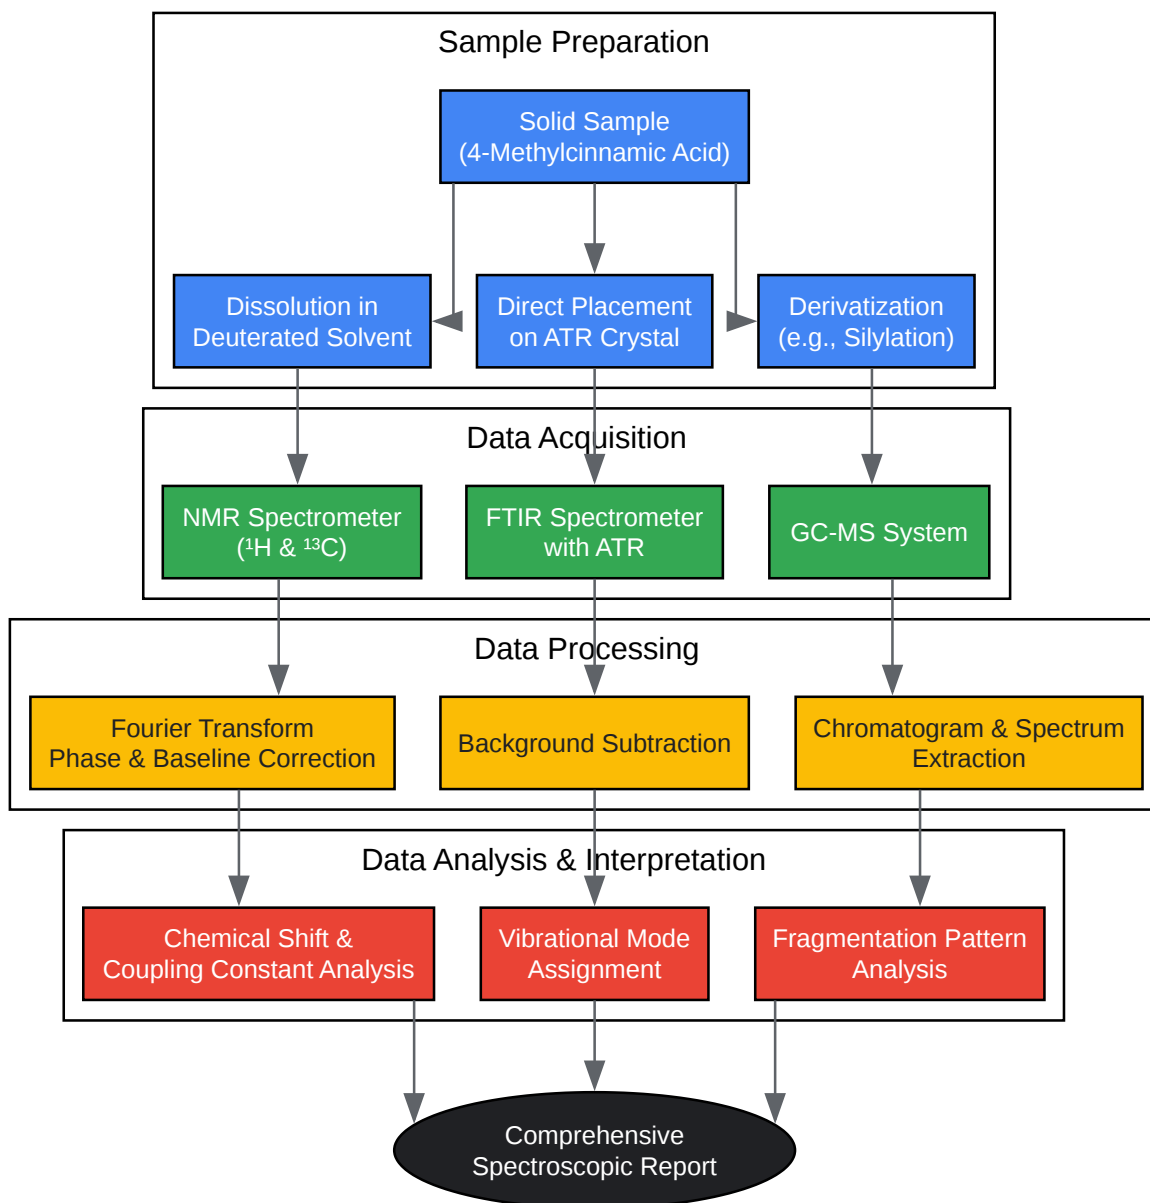 Sample Preparation
Solid Sample
(4-Methylcinnamic Acid)
Dissolution in
Deuterated Solvent
Direct Placement
on ATR Crystal
Derivatization
(e.g., Silylation)
Data Acquisition
NMR Spectrometer
(¹H & ¹³C)
FTIR Spectrometer
with ATR
GC-MS System
Data Processing
Fourier Transform
Phase & Baseline Correction
Background Subtraction
Chromatogram & Spectrum
Extraction
Data Analysis & Interpretation
Chemical Shift &
Coupling Constant Analysis
Vibrational Mode
Assignment
Fragmentation Pattern
Analysis
Comprehensive
Spectroscopic Report